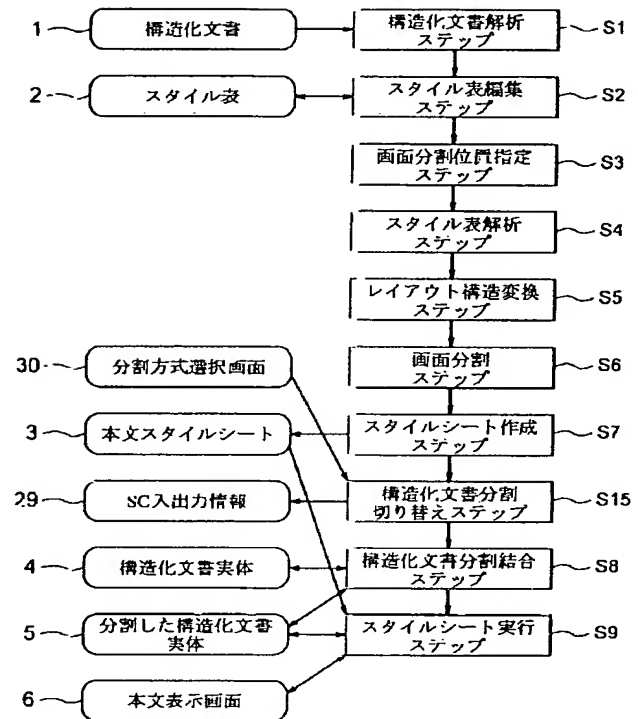 1
構造化文書
構造化文書解析
ステップ
S1
2
スタイル表
スタイル表編集
ステップ
S2
画面分割位置指定
ステップ
S3
スタイル表解析
ステップ
S4
レイアウト構造変換
ステップ
S5
30
分割方式選択画面
画面分割
ステップ
S6
3
本文スタイルシート
スタイルシート作成
ステップ
S7
29
SC入出力情報
構造化文書分割
切り替えステップ
S15
4
構造化文書実体
構造化文書分割結合
ステップ
S8
5
分割した構造化文書
実体
スタイルシート実行
ステップ
S9
6
本文表示画面